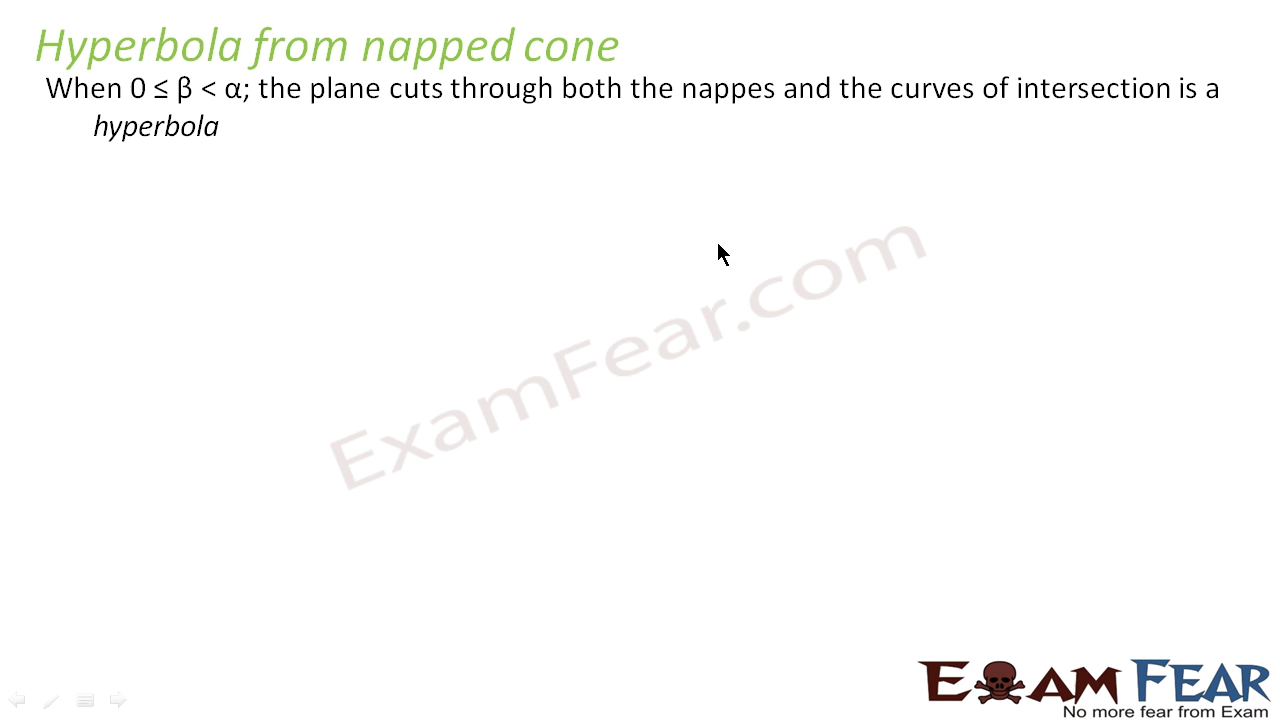 Hyperbola from napped cone
When 0 ≤ β < α; the plane cuts through both the nappes and the curves of intersection is a
hyperbola
ExamFear.com
EXAM FEAR
No more fear from Exam